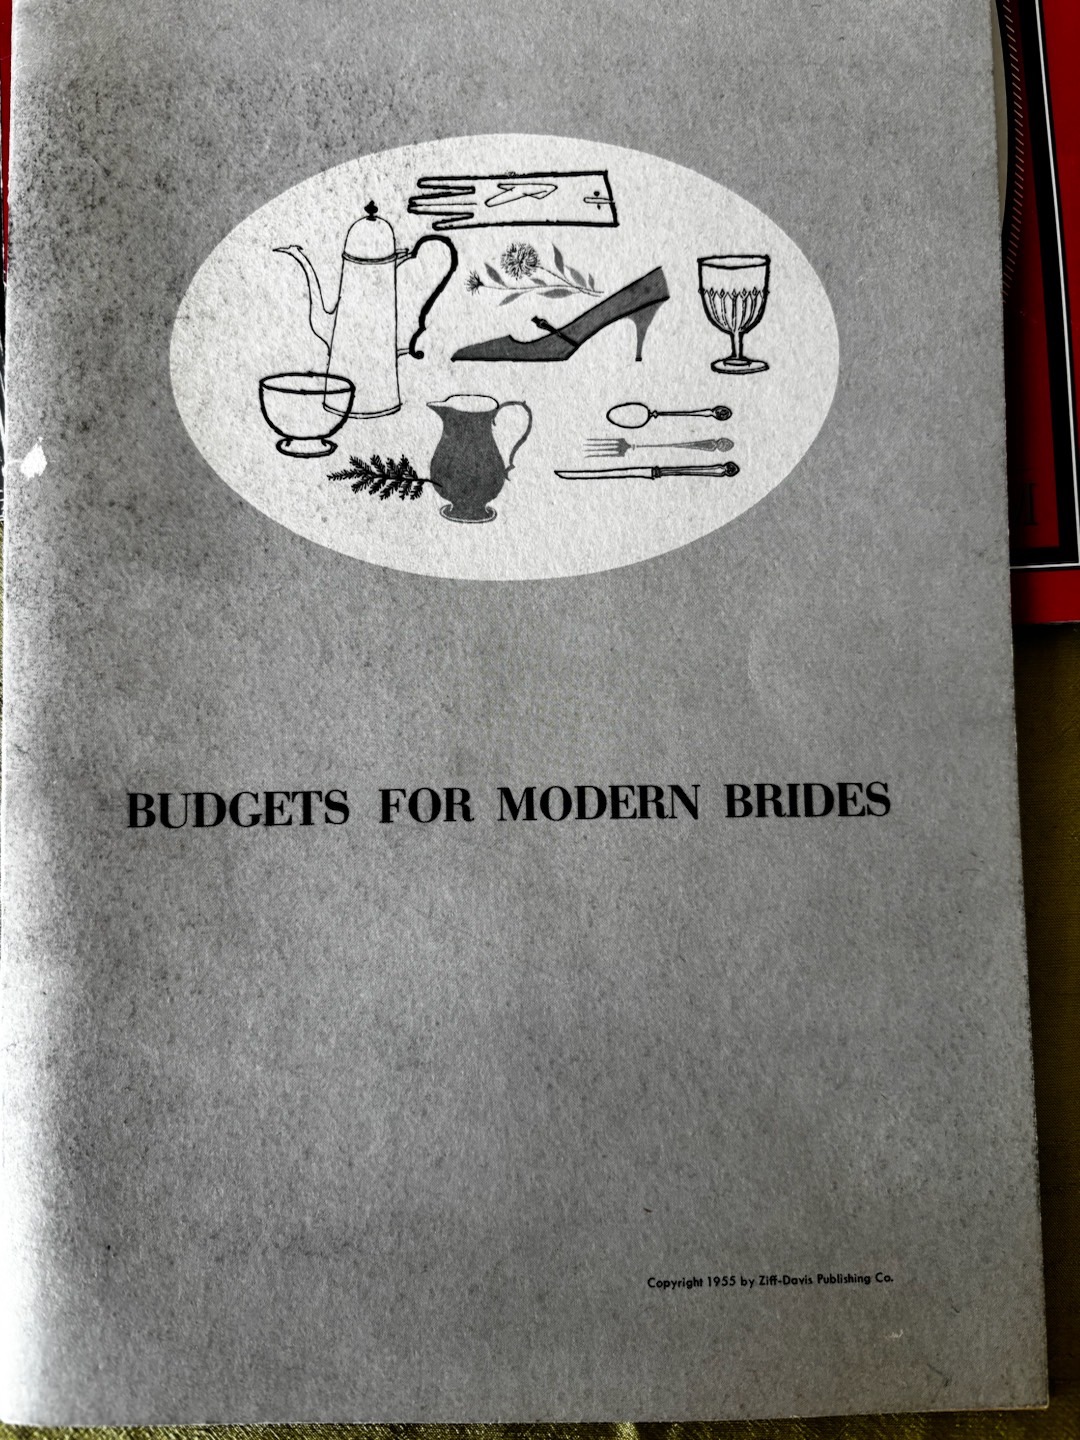 BUDGETS FOR MODERN BRIDES
Copyright 1955 by Ziff-Davis Publishing Co.